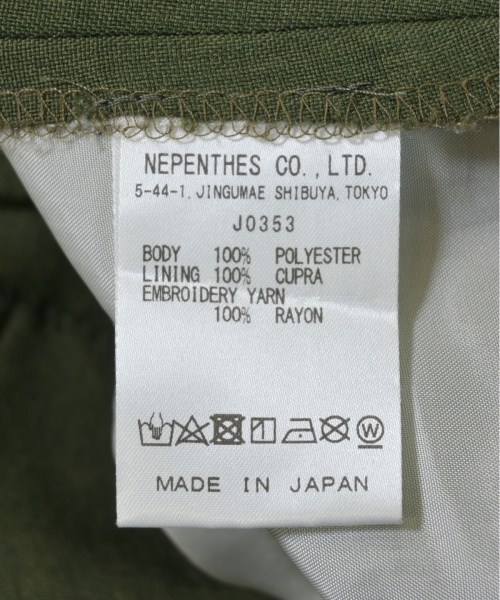 NEPENTHES CO.,LTD.
5-44-1, JINGUMAE SHIBUYA, TOKYO
J0353
BODY 100% POLYESTER
LINING 100% CUPRA
EMBROIDERY YARN
100% RAYON
W
MADE IN JAPAN